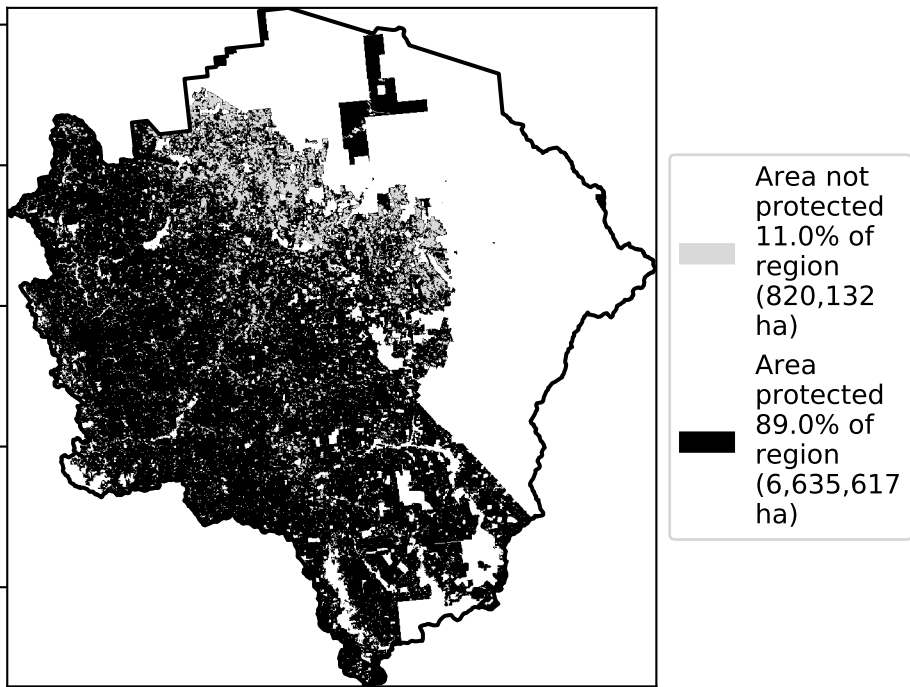 Area not
protected
11.0% of
region
(820,132
ha)
Area
protected
89.0% of
region
(6,635,617
ha)